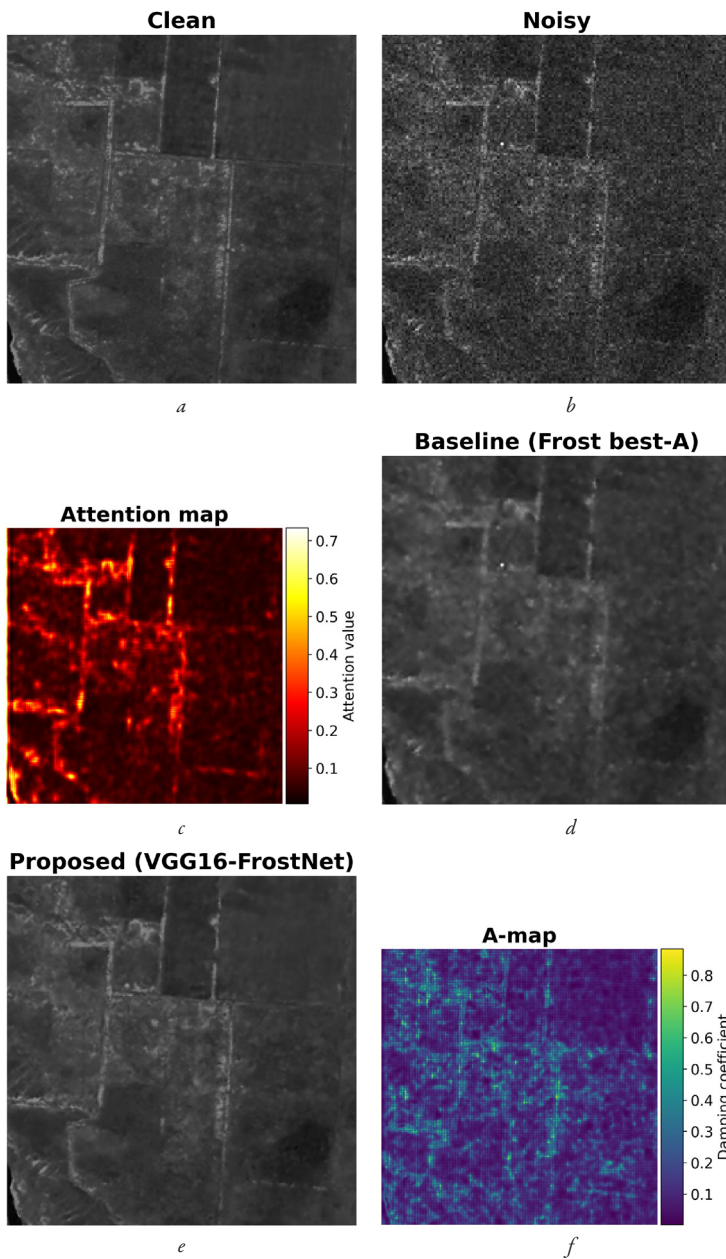 Clean
Noisy
a
b
Baseline (Frost best-A)
Attention map
0.7
0.6
0.5
0.4
0.3
0.2
0.1
Attention value
c
d
Proposed (VGG16-FrostNet)
A-map
0.8
0.7
0.6
0.5
0.4
0.3
0.2
0.1
Damping coefficient
e
f